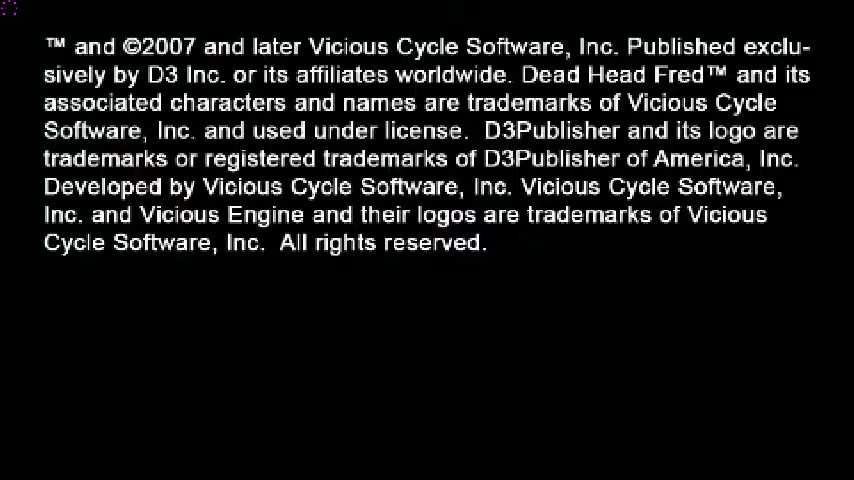 ™ and ©2007 and later Vicious Cycle Software, Inc. Published exclu-
sively by D3 Inc. or its affiliates worldwide. Dead Head Fred™ and its
associated characters and names are trademarks of Vicious Cycle
Software, Inc. and used under license.  D3Publisher and its logo are
trademarks or registered trademarks of D3Publisher of America, Inc.
Developed by Vicious Cycle Software, Inc. Vicious Cycle Software,
Inc. and Vicious Engine and their logos are trademarks of Vicious
Cycle Software, Inc.  All rights reserved.